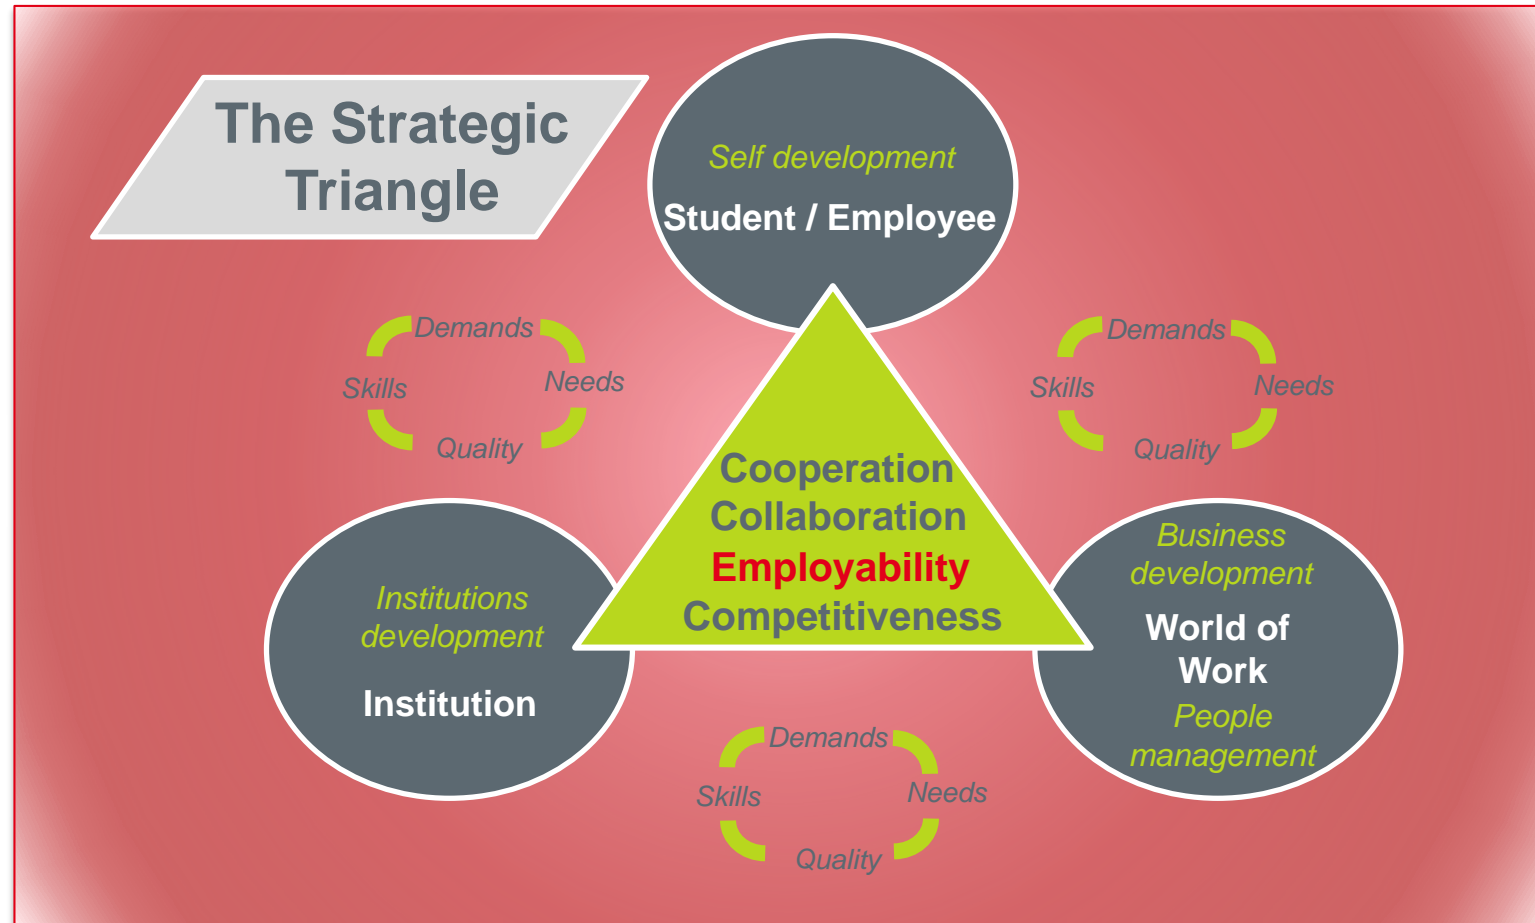 The Strategic
Triangle
Self development
Student / Employee
Demands
Skills
Needs
Quality
Demands
Skills
Needs
Quality
Cooperation
Collaboration
Employability
Competitiveness
Institutions
development
Institution
Business
development
World of
Work
People
management
Demands
Skills
Needs
Quality